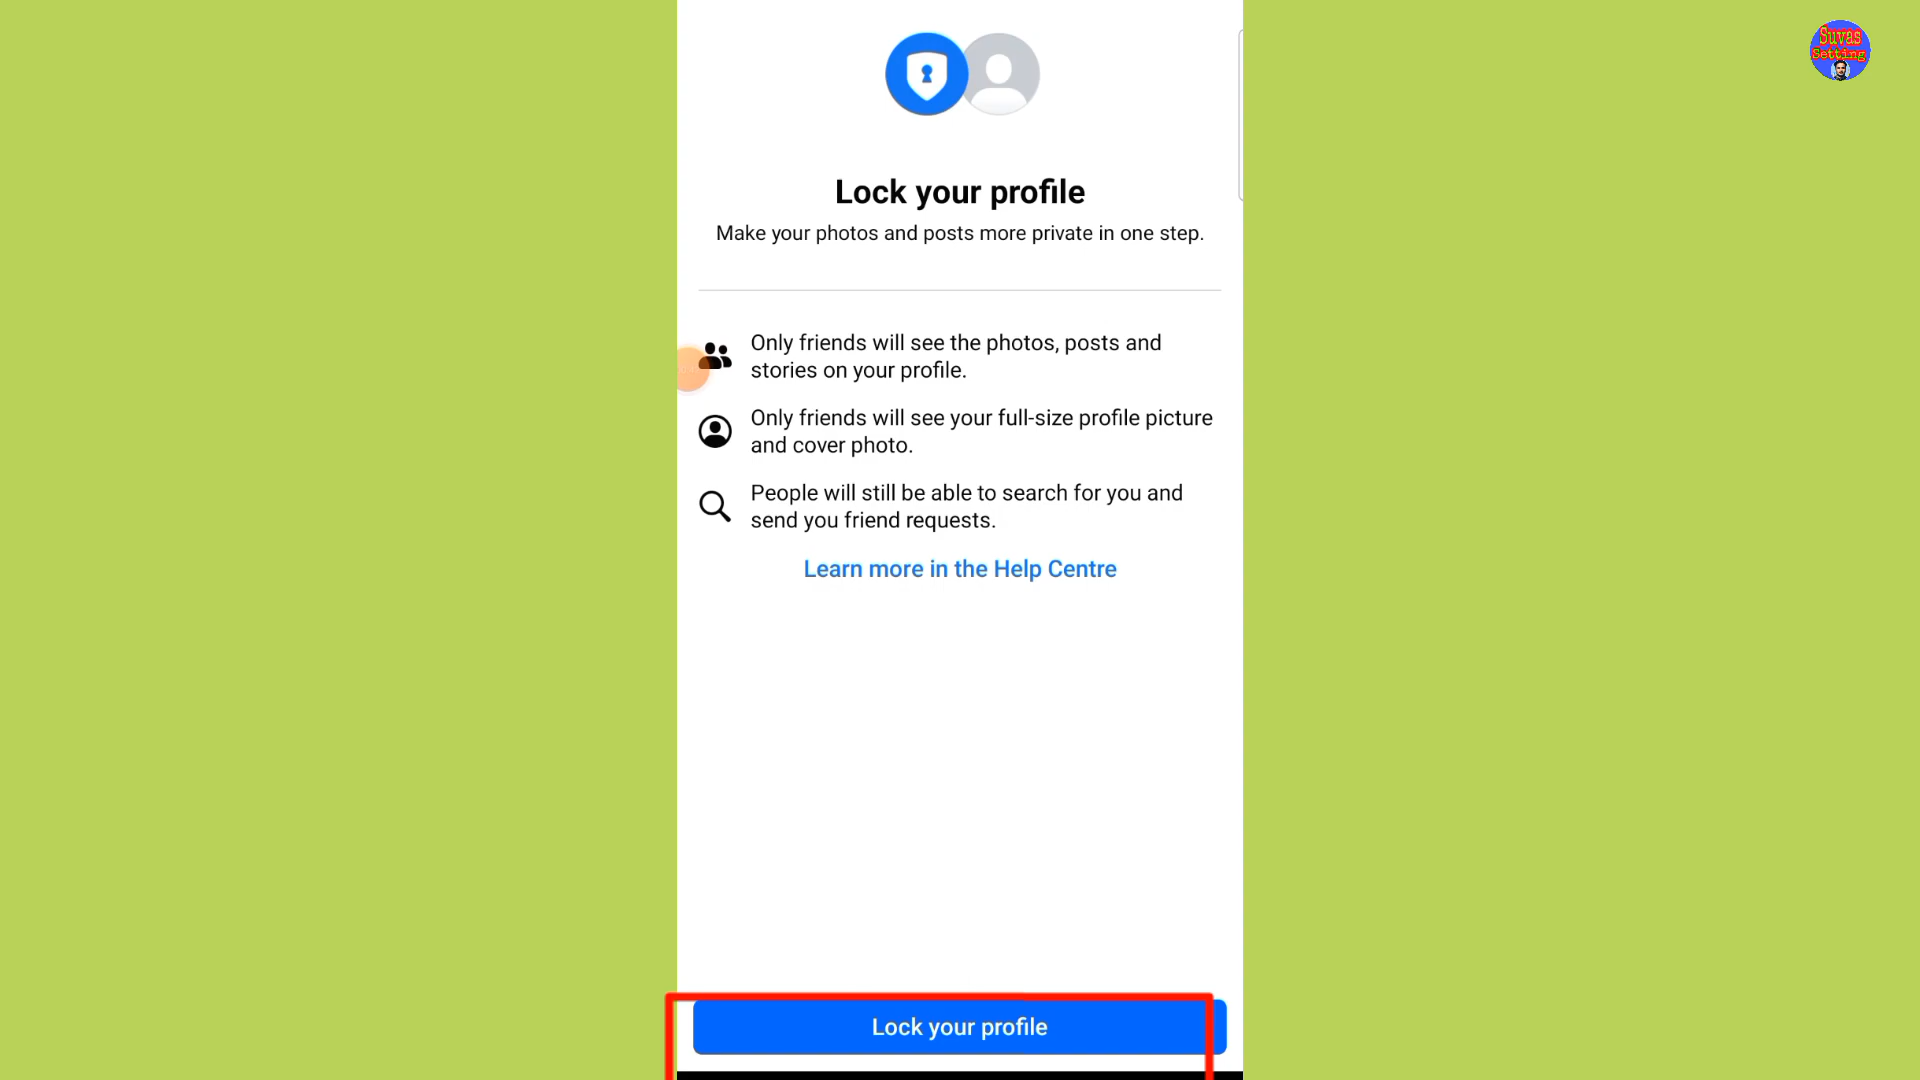 Suvas
Setting
Lock your profile
Make your photos and posts more private in one step.
Only friends will see the photos, posts and
stories on your profile.
Only friends will see your full-size profile picture
and cover photo.
People will still be able to search for you and
send you friend requests.
Learn more in the Help Centre
Lock your profile